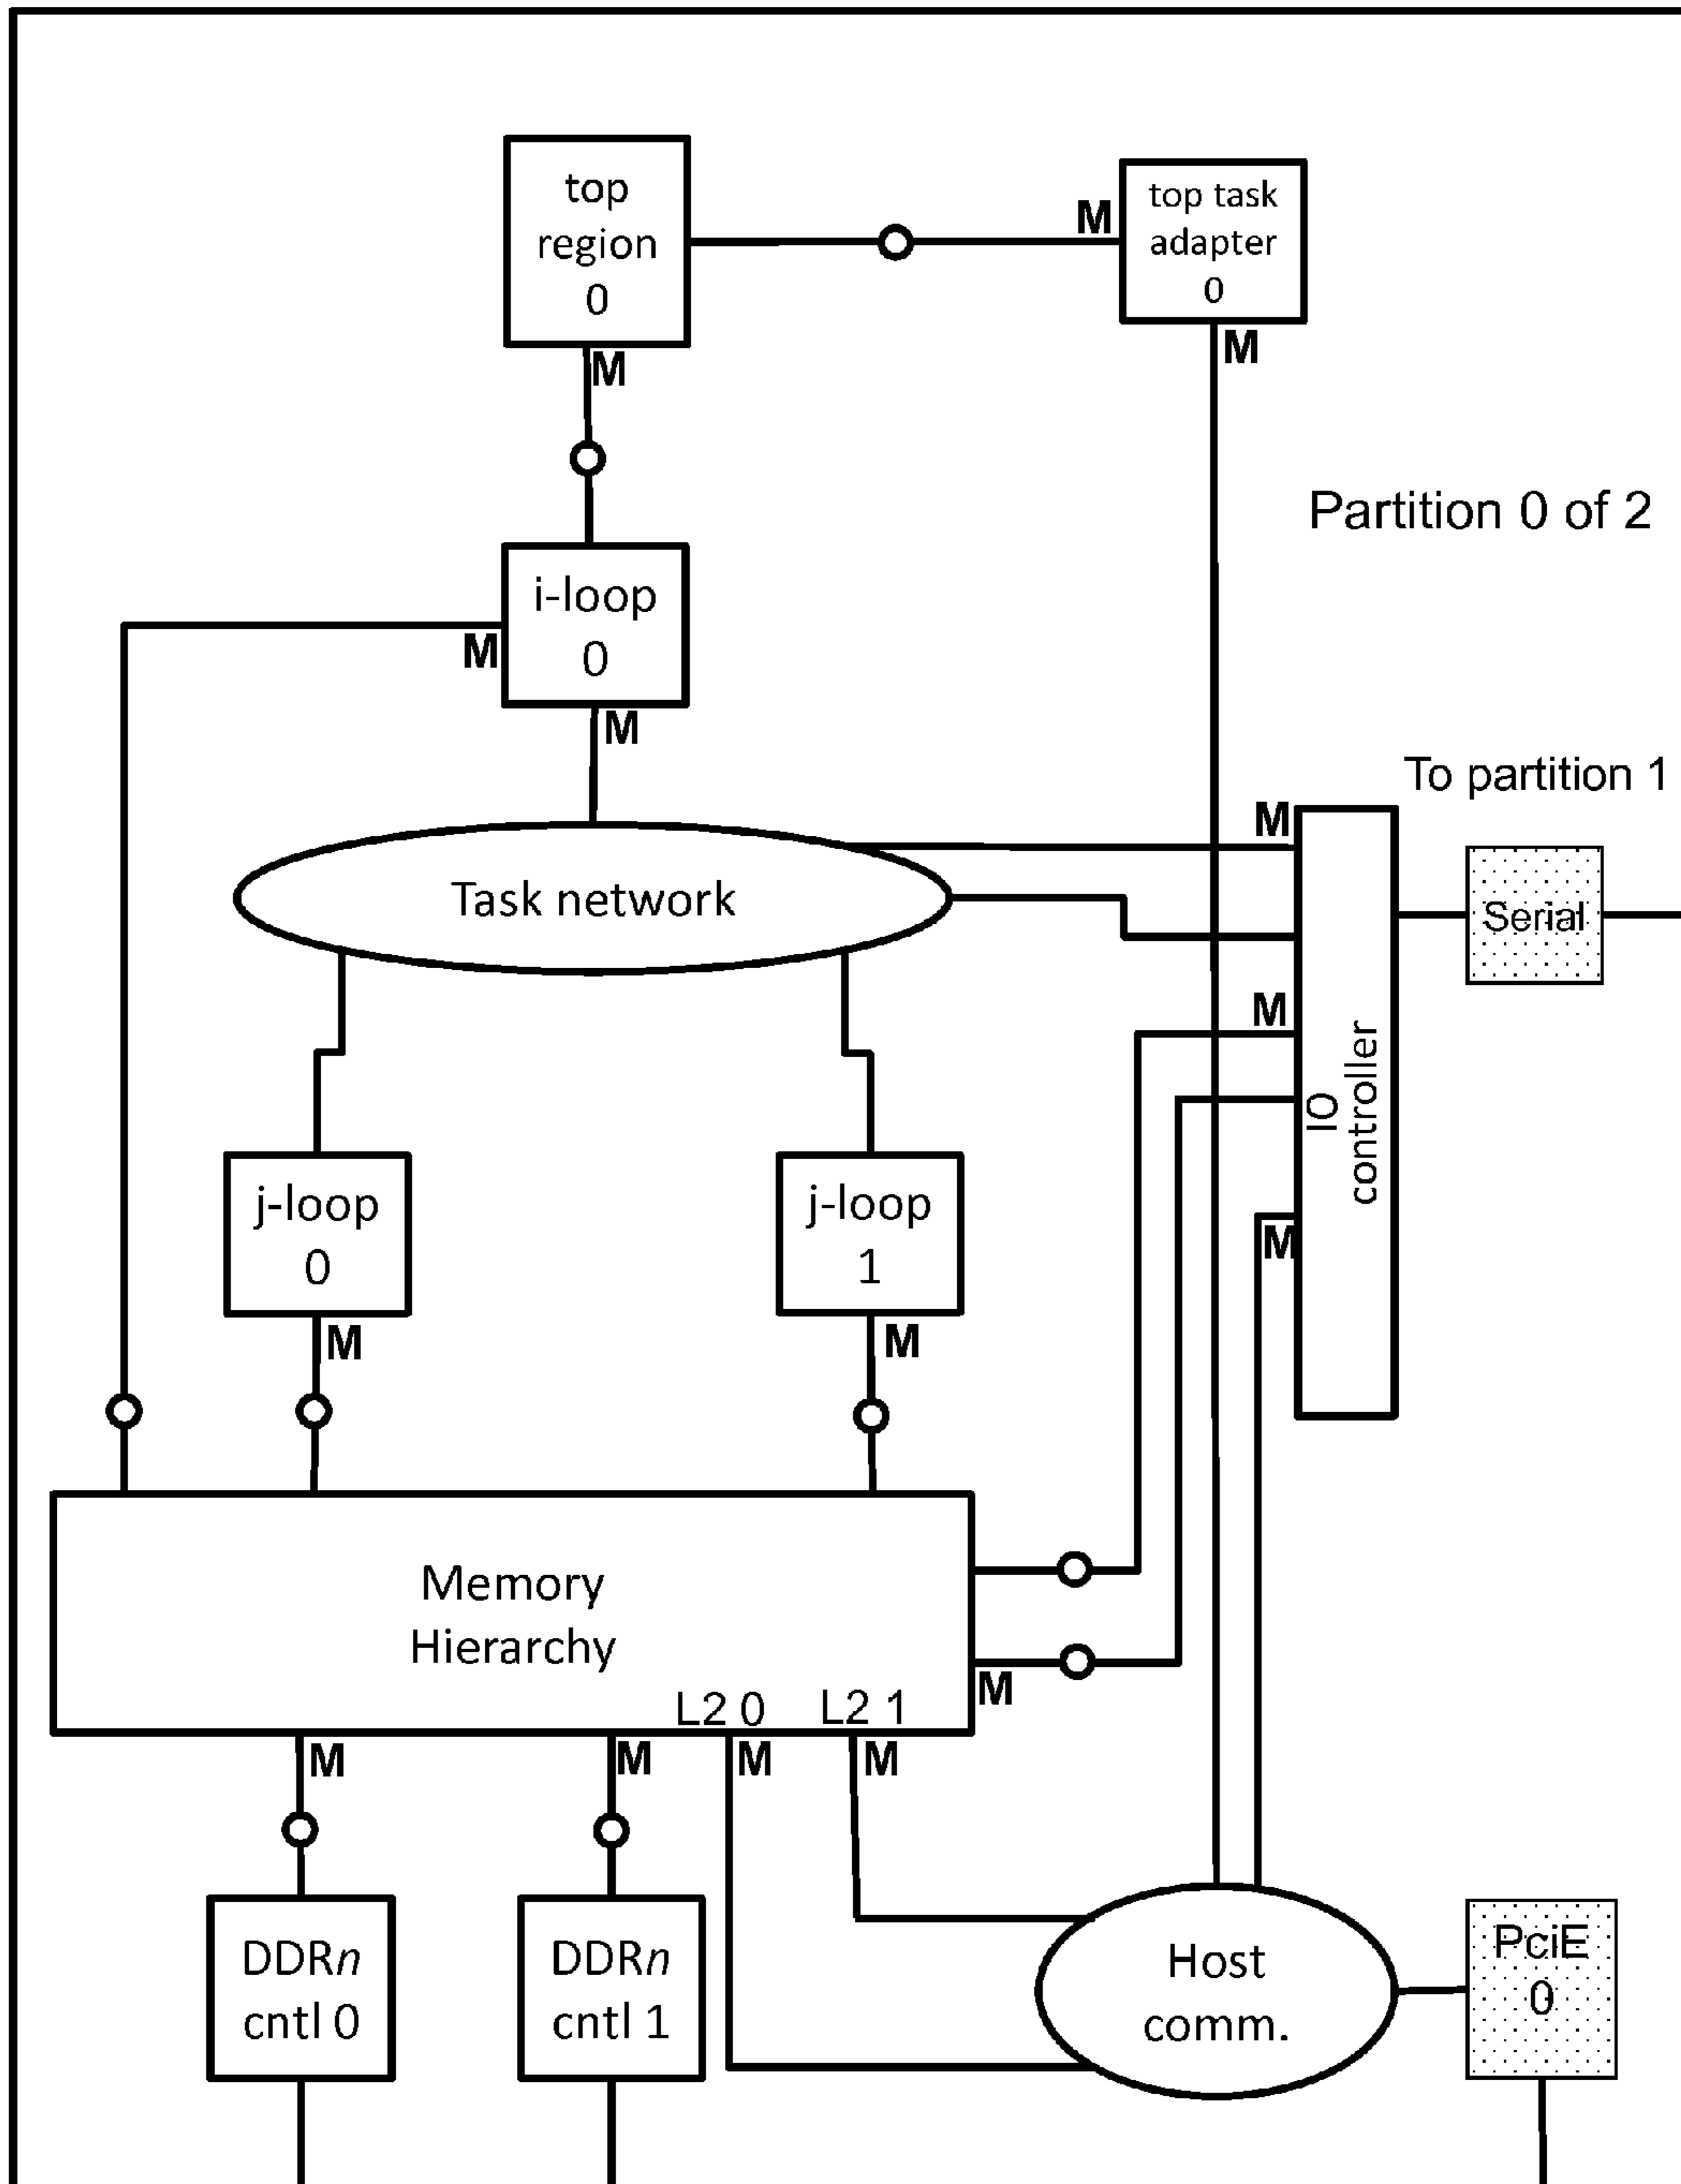 top
region
0
M
top task
adapter
0
M
M
Partition 0 of 2
i-loop
0
M
M
To partition 1
M
Task network
Serial
M
IO
controller
j-loop
0
j-loop
1
M
M
M
Memory
Hierarchy
L2 0
L2 1
M
M
M
M
M
DDRn
cntl 0
DDRn
cntl 1
Host
comm.
PciE
0